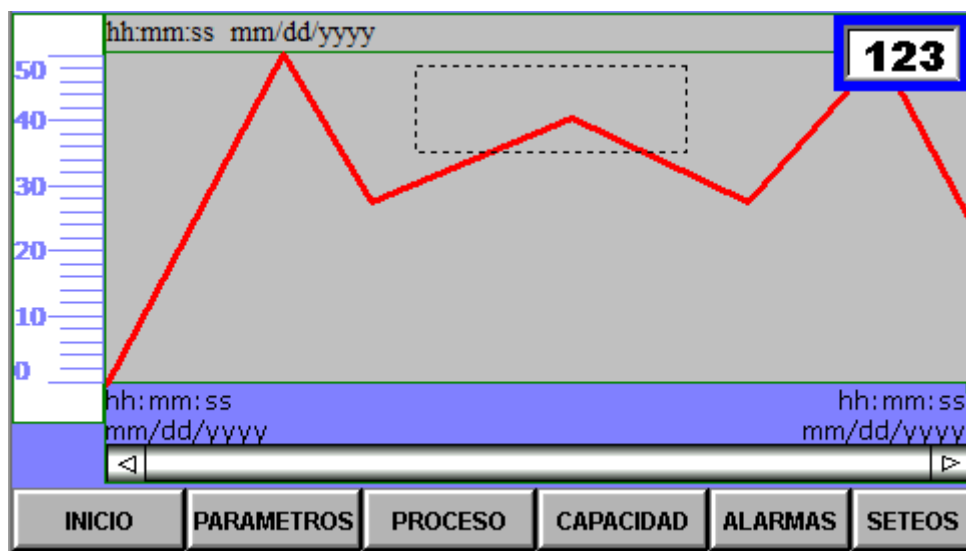 hh:mm:ss mm/dd/yyyy
123
50
40
30
20
10
0
hh:mm:ss hh:mm:ss
mm/dd/yyyy mm/dd/yyyy
INICIO PARAMETROS PROCESO CAPACIDAD ALARMAS SETEOS